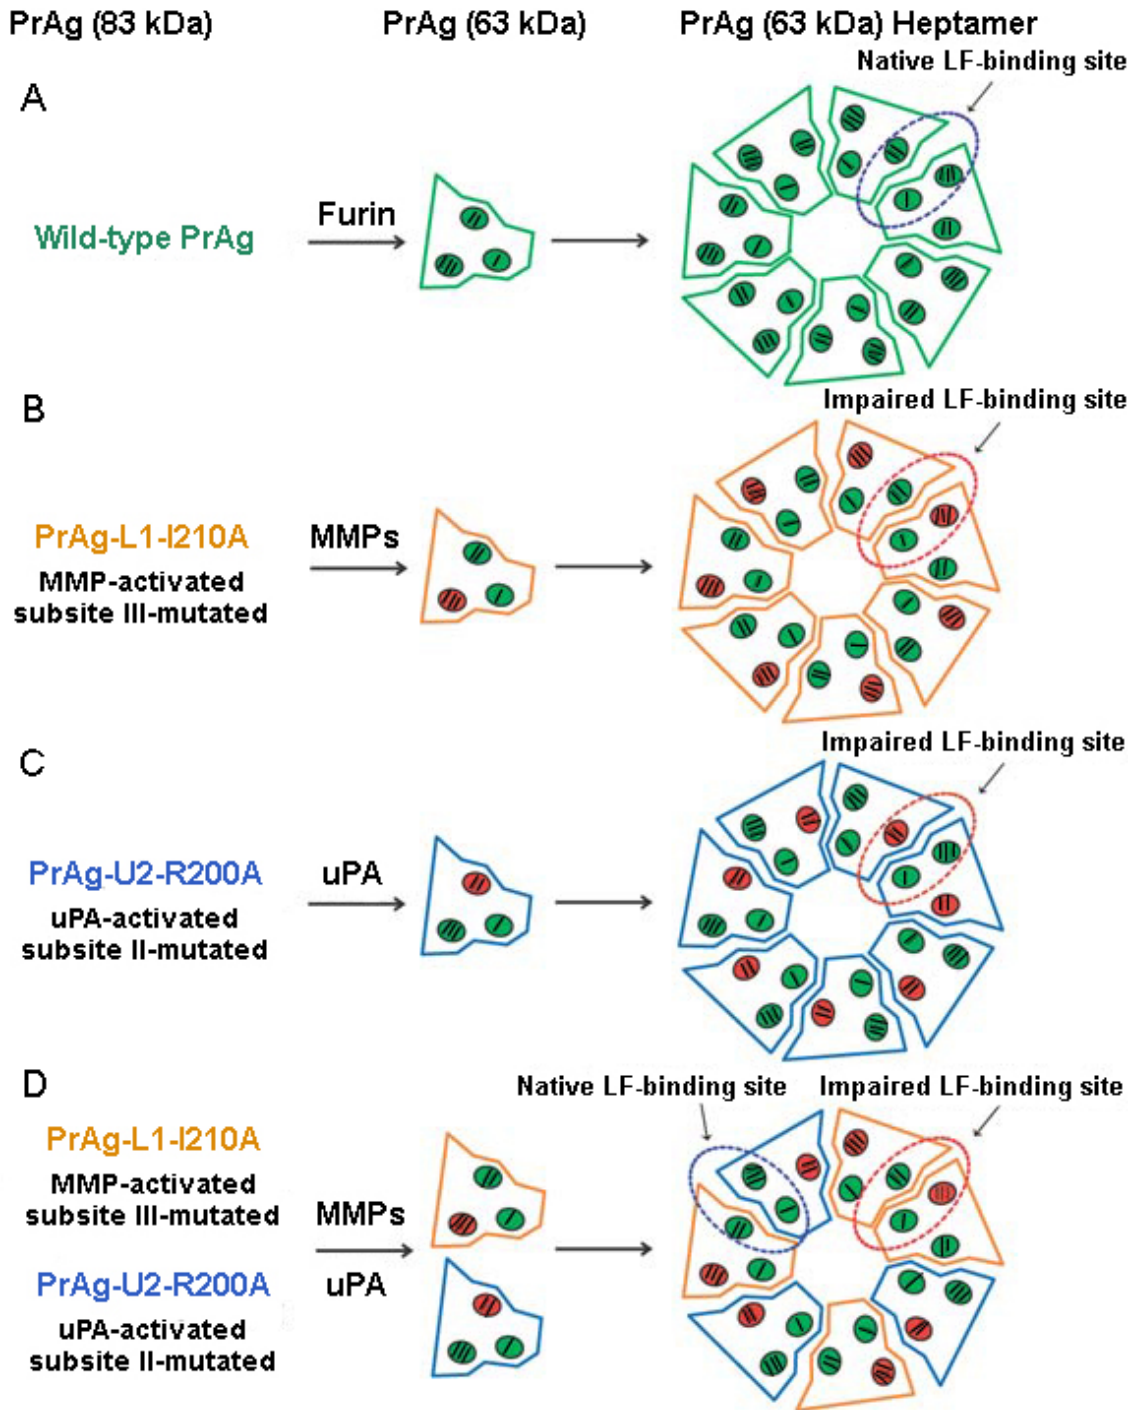 PrAg (83 kDa) PrAg (63 kDa) PrAg (63 kDa) Heptamer
Native LF-binding site
A
Wild-type PrAg
Furin
Impaired LF-binding site
B
PrAg-L1-I210A
MMP-activated
subsite III-mutated
MMPs
Impaired LF-binding site
C
PrAg-U2-R200A
uPA-activated
subsite II-mutated
uPA
D
Native LF-binding site Impaired LF-binding site
PrAg-L1-I210A
MMP-activated
subsite III-mutated
MMPs
uPA
PrAg-U2-R200A
uPA-activated
subsite II-mutated